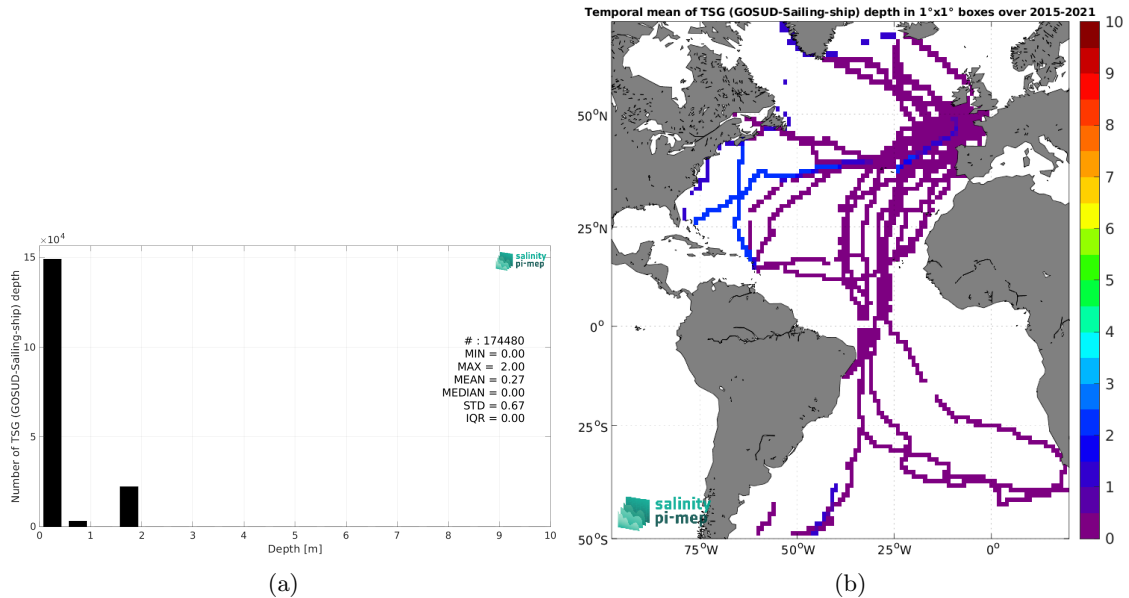 ×10⁴
15
10
5
0
Number of TSG (GOSUD-Sailing-ship) depth
salinity
pi-mep
# : 174480
MIN = 0.00
MAX = 2.00
MEAN = 0.27
MEDIAN = 0.00
STD = 0.67
IQR = 0.00
0 1 2 3 4 5 6 7 8 9 10
Depth [m]
(a)
Temporal mean of TSG (GOSUD-Sailing-ship) depth in 1°x1° boxes over 2015-2021
50°N
25°N
0°
25°S
50°S
salinity
pi-mep
75°W 50°W 25°W 0°
10
9
8
7
6
5
4
3
2
1
0
(b)